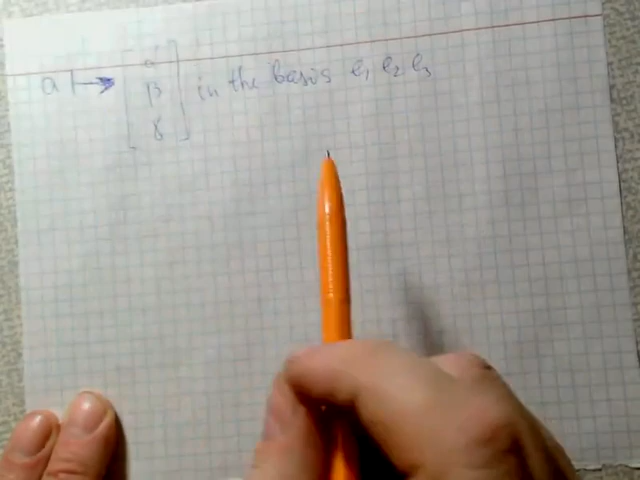 a ↦ [α β γ] in the basis e₁ e₂ e₃